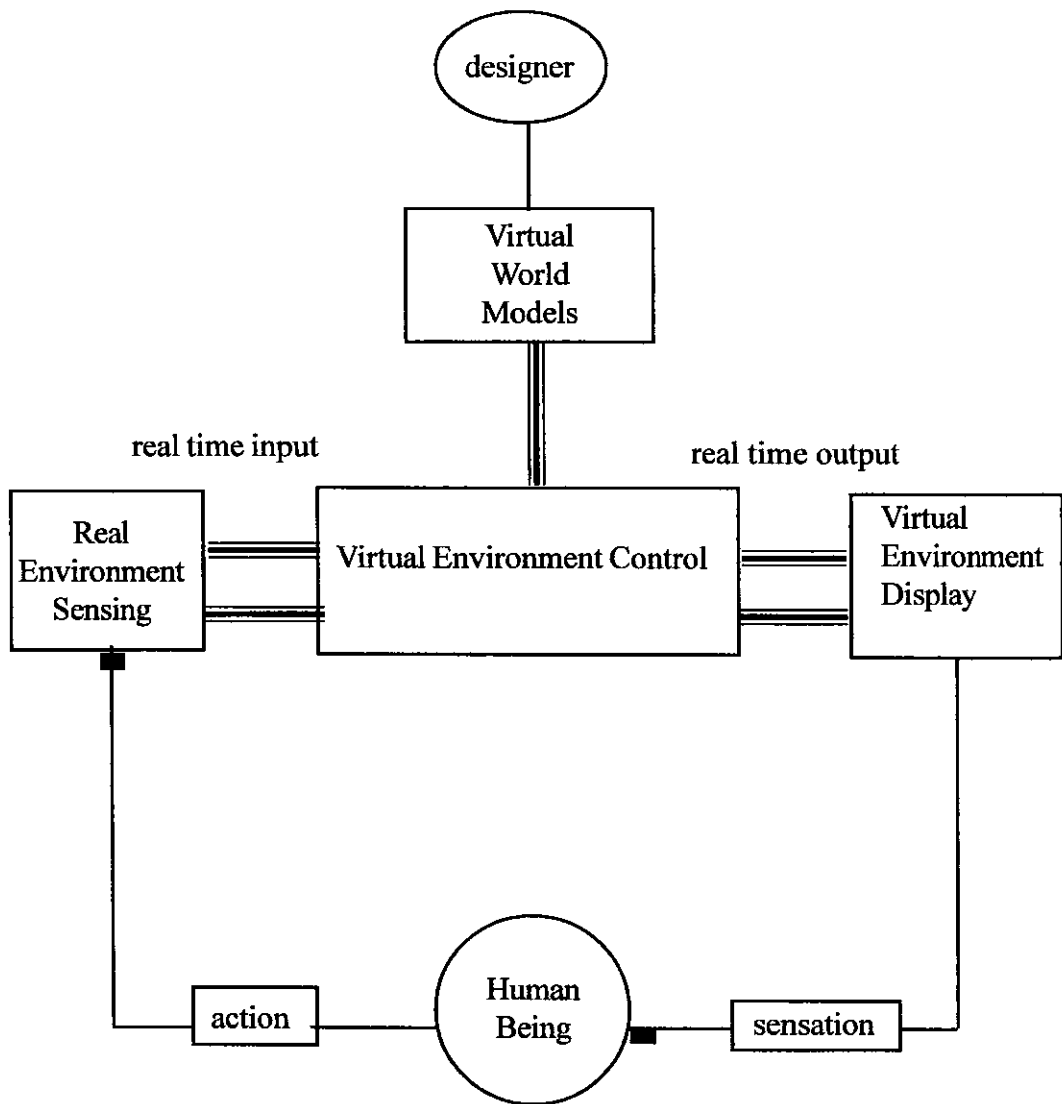 designer
Virtual
World
Models
real time input
real time output
Real
Environment
Sensing
Virtual Environment Control
Virtual
Environment
Display
action
Human
Being
sensation